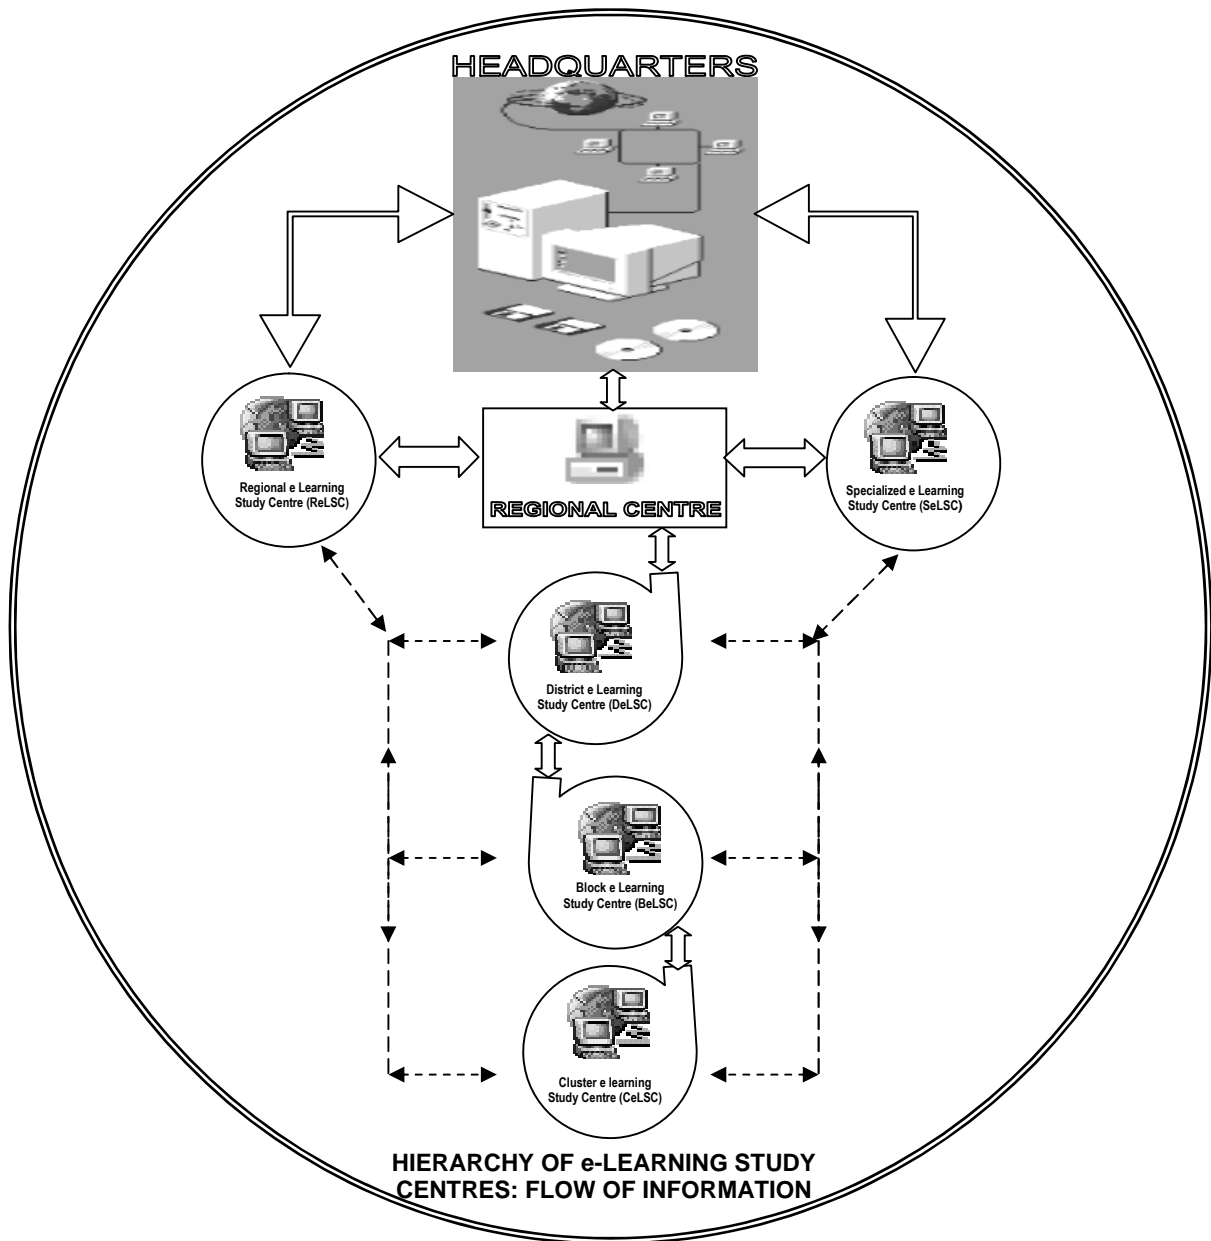 HEADQUARTERS
Regional e Learning
Study Centre (ReLSC)
REGIONAL CENTRE
Specialized e Learning
Study Centre (SeLSC)
District e Learning
Study Centre (DeLSC)
Block e Learning
Study Centre (BeLSC)
Cluster e learning
Study Centre (CeLSC)
HIERARCHY OF e-LEARNING STUDY
CENTRES: FLOW OF INFORMATION